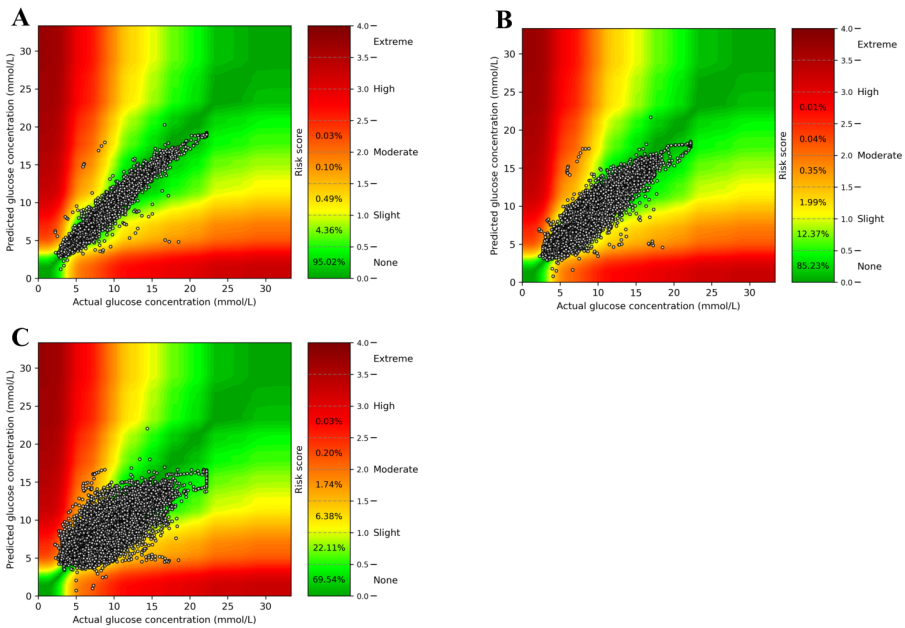 A
Predicted glucose concentration (mmol/L)
30
25
20
15
10
5
0
0 5 10 15 20 25 30
Actual glucose concentration (mmol/L)
Risk score
4.0
3.5
3.0
2.5
2.0
1.5
1.0
0.5
0.0
Extreme
High
Moderate
Slight
None
0.03%
0.10%
0.49%
4.36%
95.02%
B
Predicted glucose concentration (mmol/L)
30
25
20
15
10
5
0
0 5 10 15 20 25 30
Actual glucose concentration (mmol/L)
Risk score
4.0
3.5
3.0
2.5
2.0
1.5
1.0
0.5
0.0
Extreme
High
Moderate
Slight
None
0.01%
0.04%
0.35%
1.99%
12.37%
85.23%
C
Predicted glucose concentration (mmol/L)
30
25
20
15
10
5
0
0 5 10 15 20 25 30
Actual glucose concentration (mmol/L)
Risk score
4.0
3.5
3.0
2.5
2.0
1.5
1.0
0.5
0.0
Extreme
High
Moderate
Slight
None
0.03%
0.20%
1.74%
6.38%
22.11%
69.54%